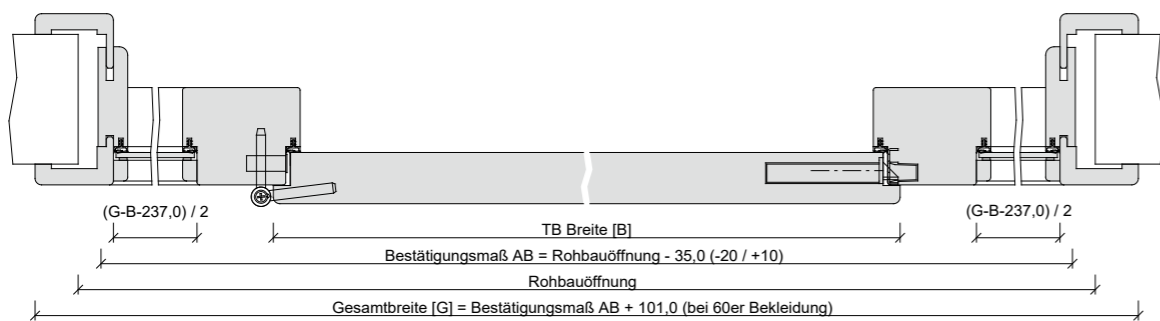 (G-B-237,0) / 2
(G-B-237,0) / 2
TB Breite [B]
Bestätigungsmaß AB = Rohbauöffnung - 35,0 (-20 / +10)
Rohbauöffnung
Gesamtbreite [G] = Bestätigungsmaß AB + 101,0 (bei 60er Bekleidung)